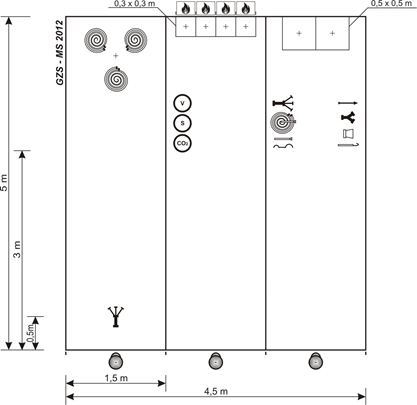 0,3 x 0,3 m
0,5 x 0,5 m
GZS - MS 2012
V
S
CO₂
5 m
3 m
0,5m
1,5 m
4,5 m